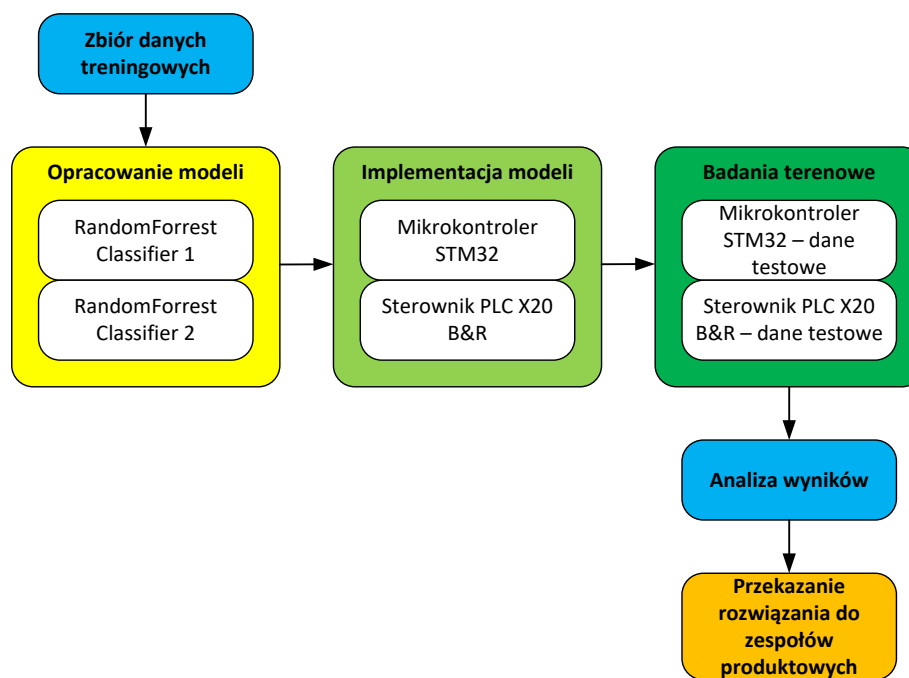 Zbiór danych
treningowych
Opracowanie modeli
RandomForrest
Classifier 1
RandomForrest
Classifier 2
Implementacja modeli
Mikrokontroler
STM32
Sterownik PLC X20
B&R
Badania terenowe
Mikrokontroler
STM32 – dane
testowe
Sterownik PLC X20
B&R – dane testowe
Analiza wyników
Przekazanie
rozwiązania do
zespołów
produktowych